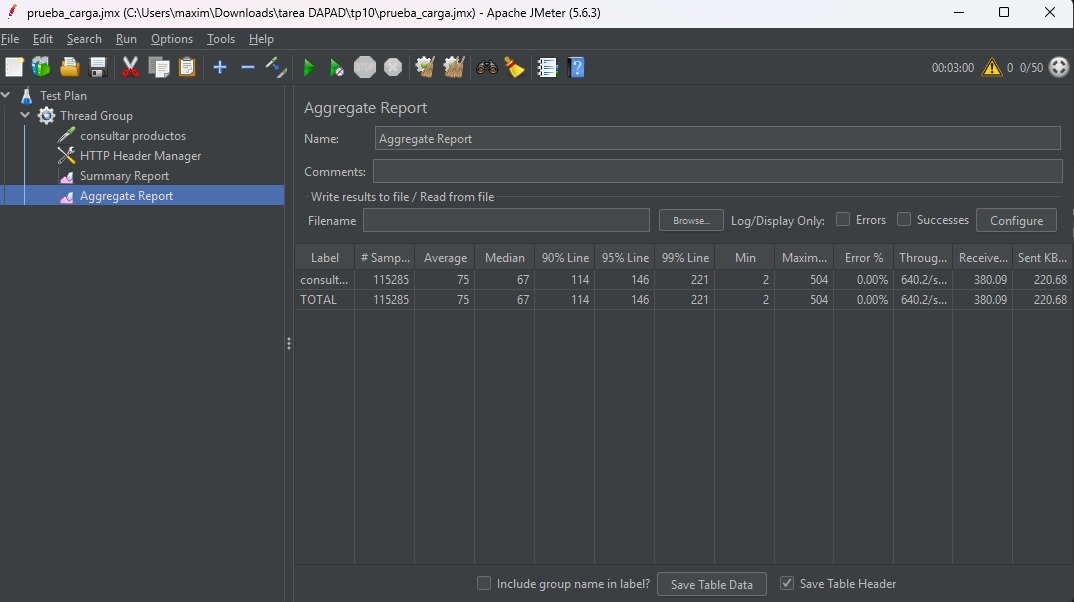 prueba_carga.jmx (C:\Users\maxim\Downloads\tarea DAPAD\tp10\prueba_carga.jmx) - Apache JMeter (5.6.3)
File Edit Search Run Options Tools Help
STOP 00:03:00 0 0/50
Test Plan
Thread Group
consultar productos
HTTP Header Manager
Summary Report
Aggregate Report
Aggregate Report
Name: Aggregate Report
Comments:
Write results to file / Read from file
Filename Browse... Log/Display Only: Errors Successes Configure
Label # Samp... Average Median 90% Line 95% Line 99% Line Min Maxim... Error % Throug... Receive... Sent KB...
consult... 115285 75 67 114 146 221 2 504 0.00% 640.2/s... 380.09 220.68
TOTAL 115285 75 67 114 146 221 2 504 0.00% 640.2/s... 380.09 220.68
Include group name in label? Save Table Data Save Table Header